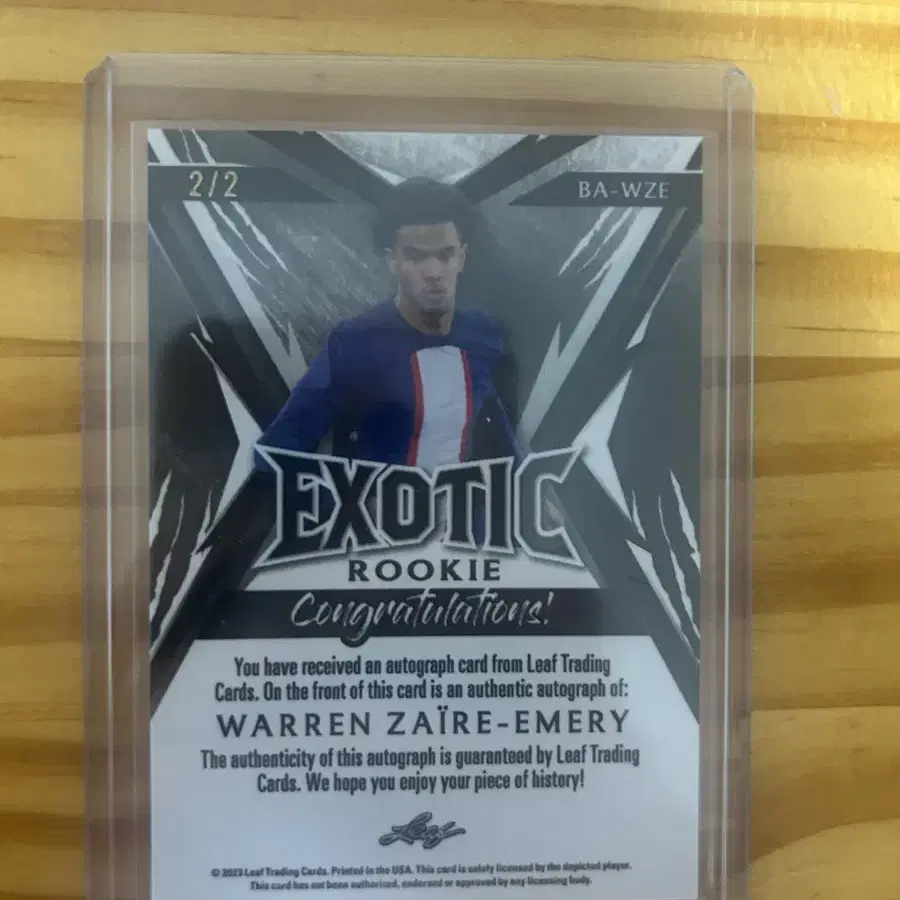 2/2
BA-WZE
EXOTIC
ROOKIE
Congratulations!
You have received an autograph card from Leaf Trading
Cards. On the front of this card is an authentic autograph of:
WARREN ZAÏRE-EMERY
The authenticity of this autograph is guaranteed by Leaf Trading
Cards. We hope you enjoy your piece of history!
Leaf
© 2023 Leaf Trading Cards. Printed in the USA. This card is solely licensed by the depicted player.
This card has not been authorized, endorsed or approved by any licensing body.